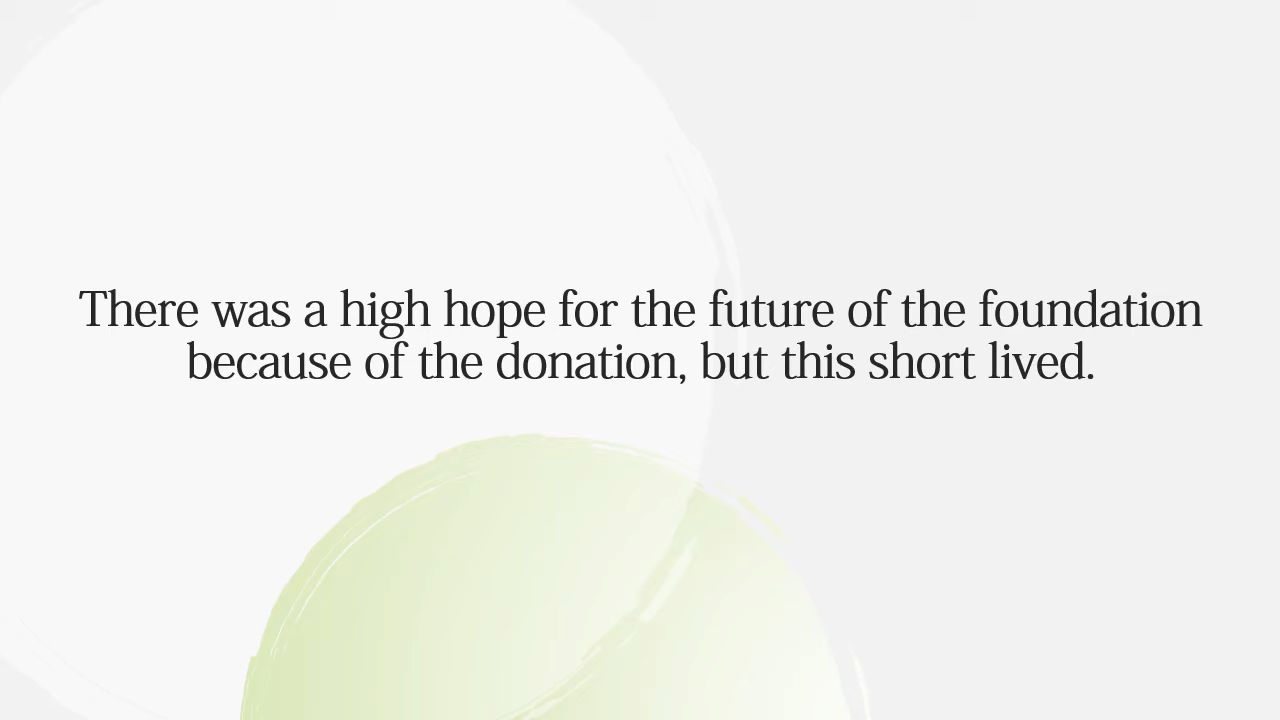 There was a high hope for the future of the foundation
because of the donation, but this short lived.